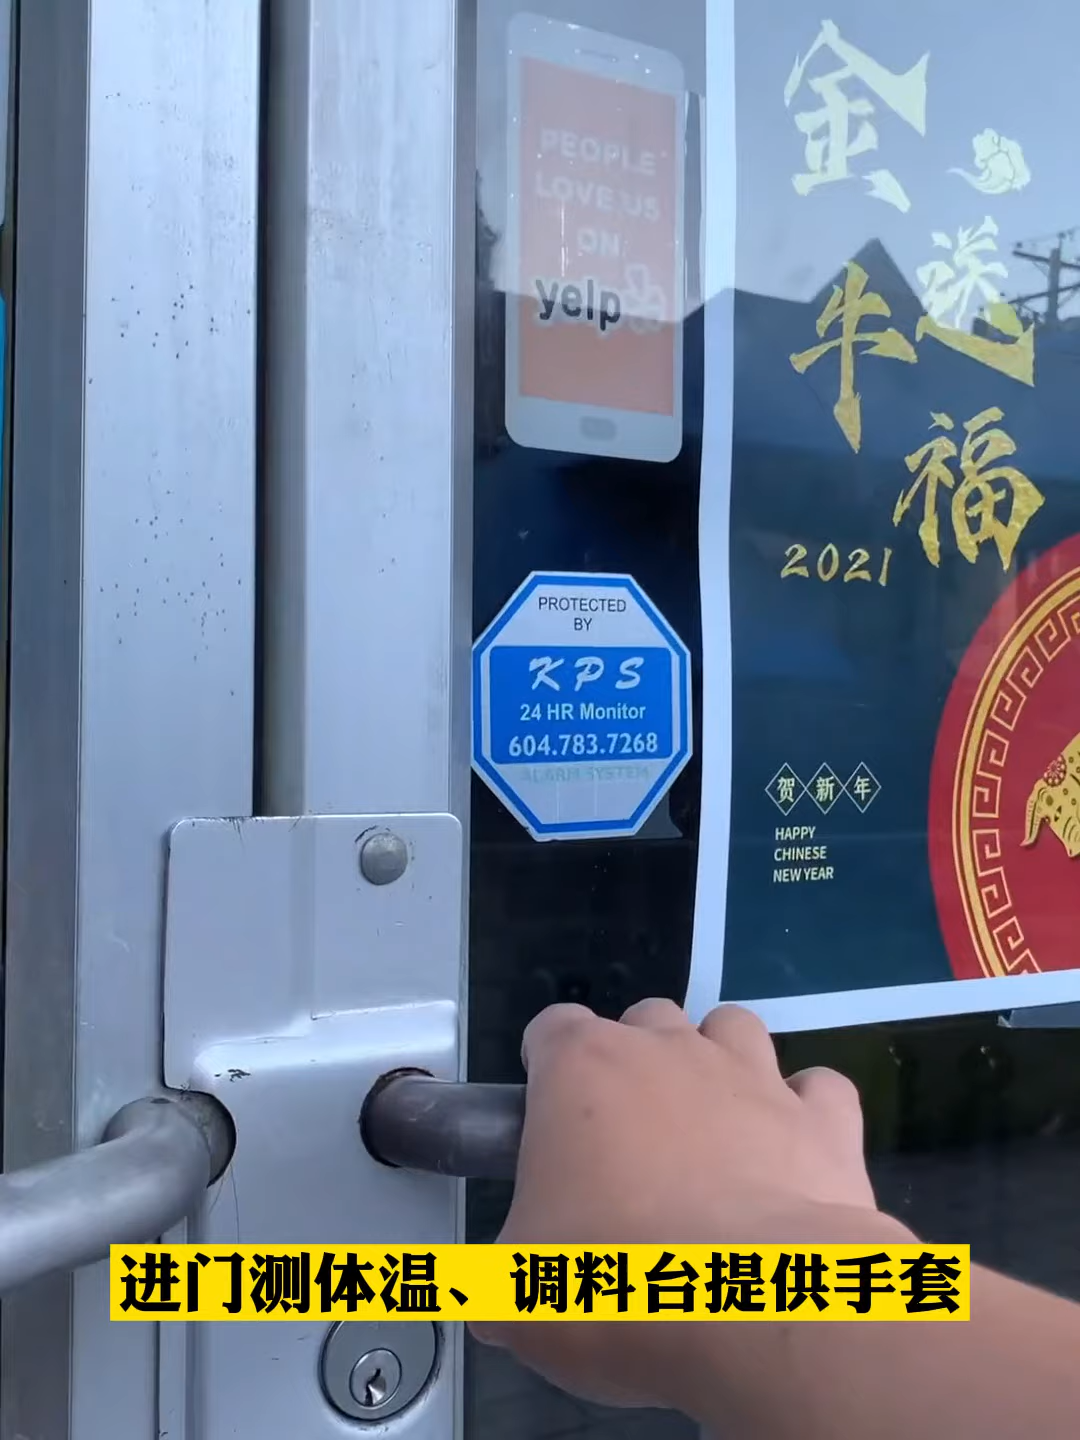 PEOPLE
LOVE US
ON
yelp
金
牛送
福
2021
PROTECTED
BY
KPS
24 HR Monitor
604.783.7268
ALARM SYSTEM
贺新年
HAPPY
CHINESE
NEW YEAR
进门测体温、调料台提供手套